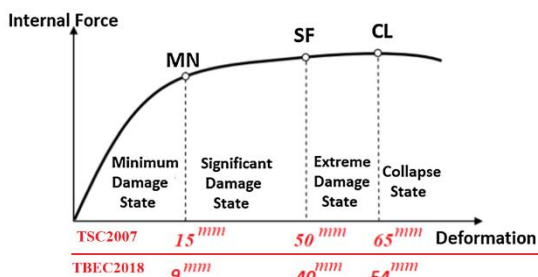 Internal Force
MN
SF
CL
Minimum Damage State
Significant Damage State
Extreme Damage State
Collapse State
TSC2007 15mm 50mm 65mm Deformation
TBEC2018 9mm 40mm 54mm